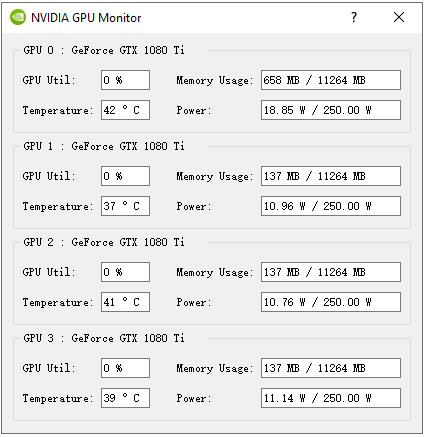 NVIDIA GPU Monitor ? ×
GPU 0 : GeForce GTX 1080 Ti
GPU Util: 0 % Memory Usage: 658 MB / 11264 MB
Temperature: 42 ° C Power: 18.85 W / 250.00 W
GPU 1 : GeForce GTX 1080 Ti
GPU Util: 0 % Memory Usage: 137 MB / 11264 MB
Temperature: 37 ° C Power: 10.96 W / 250.00 W
GPU 2 : GeForce GTX 1080 Ti
GPU Util: 0 % Memory Usage: 137 MB / 11264 MB
Temperature: 41 ° C Power: 10.76 W / 250.00 W
GPU 3 : GeForce GTX 1080 Ti
GPU Util: 0 % Memory Usage: 137 MB / 11264 MB
Temperature: 39 ° C Power: 11.14 W / 250.00 W